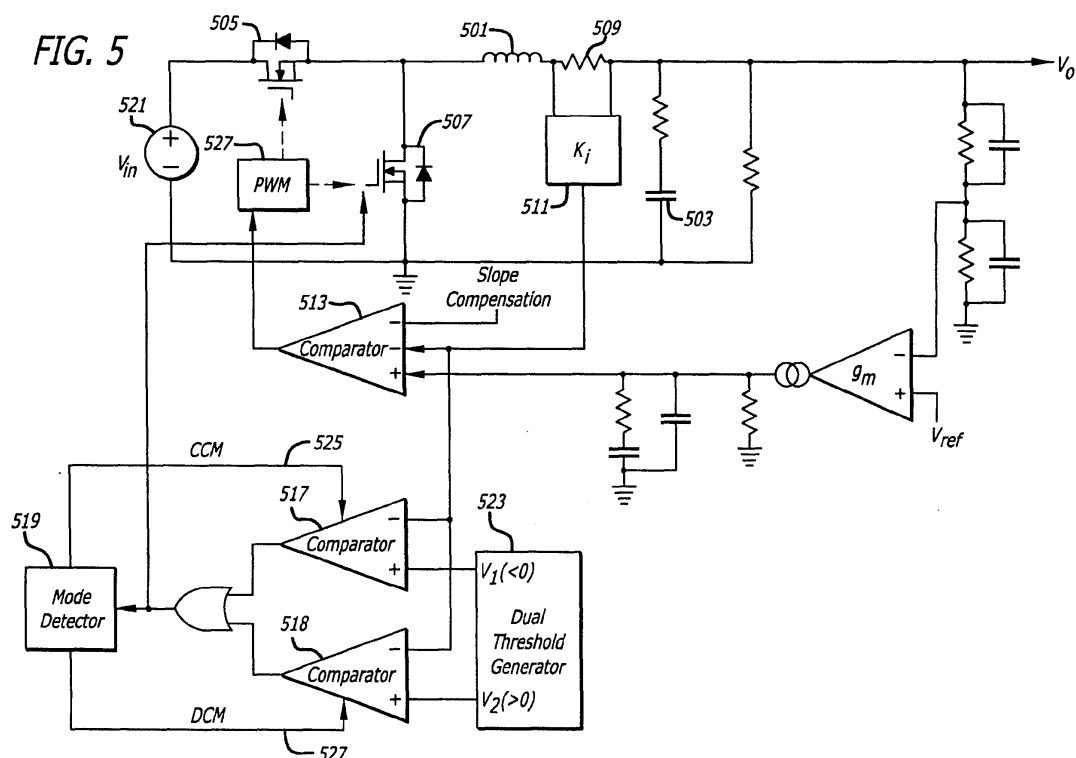 FIG. 5
505
501
509
Vo
521
+
−
Vin
527
PWM
507
Ki
511
503
Slope
Compensation
513
Comparator
−
−
+
gm
−
+
Vref
CCM
525
517
Comparator
−
+
523
V1(<0)
Dual
Threshold
Generator
V2(>0)
519
Mode
Detector
518
Comparator
−
+
DCM
527